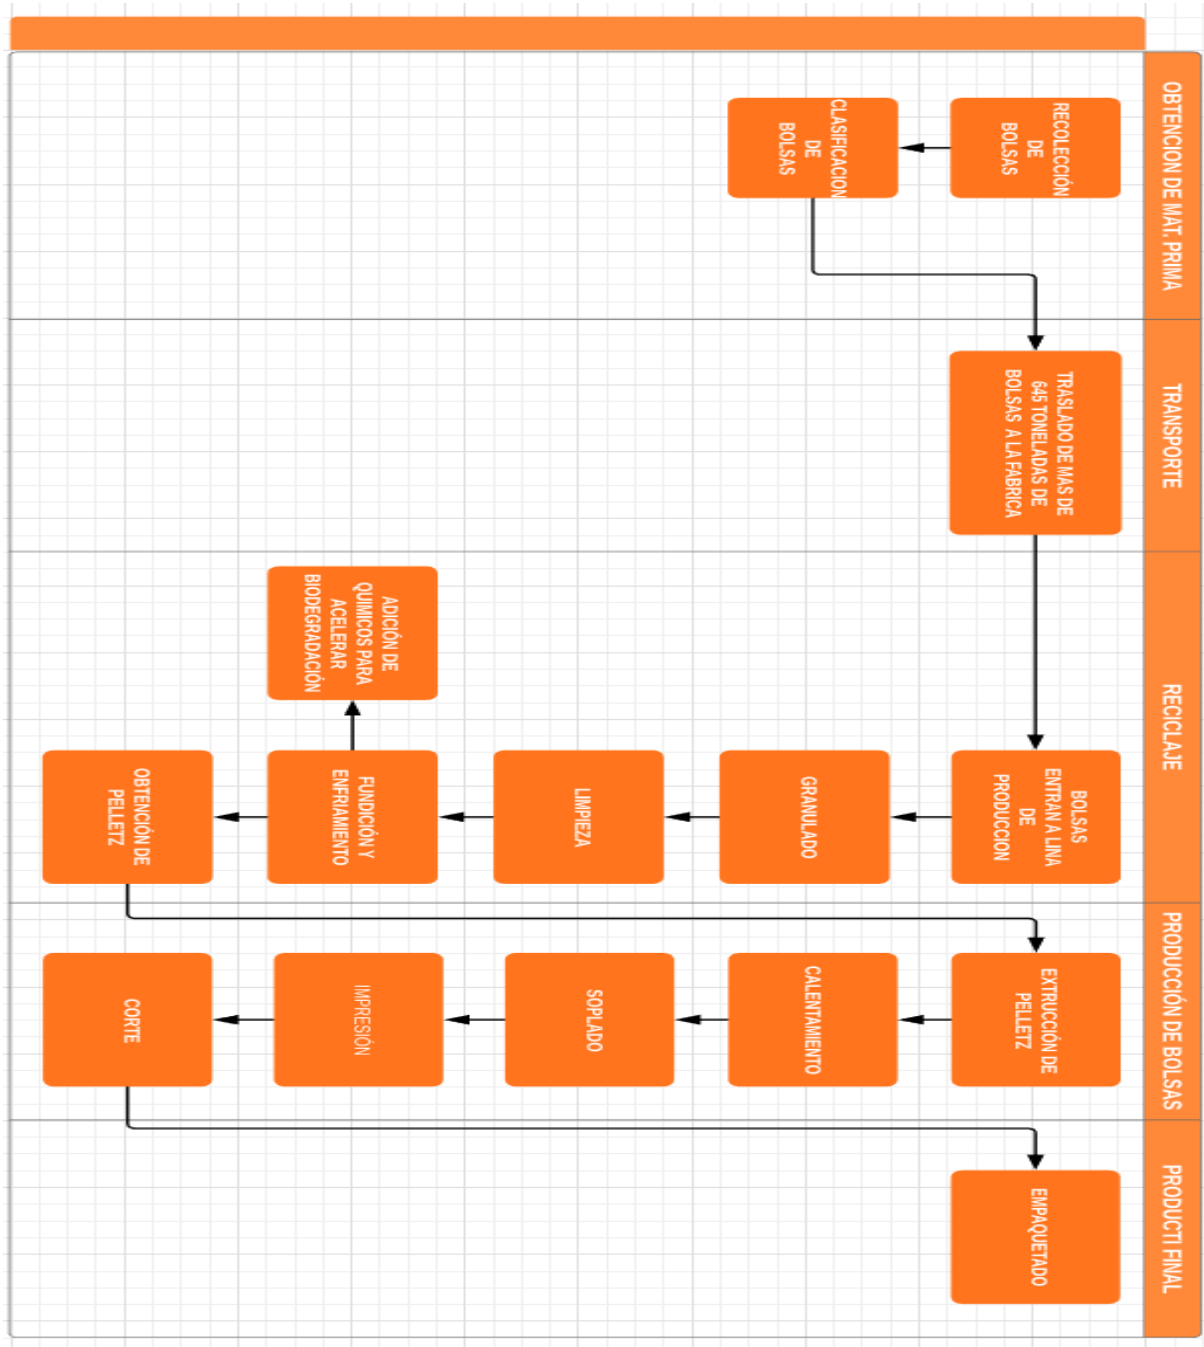 OBTENCION DE MAT. PRIMA
RECOLECCIÓN
DE
BOLSAS
CLASIFICACION
DE
BOLSAS
TRANSPORTE
TRASLADO DE MAS DE
645 TONELADAS DE
BOLSAS A LA FABRICA
RECICLAJE
BOLSAS
ENTRAN A LINA
DE
PRODUCCION
GRANULADO
LIMPIEZA
FUNDICIÓN Y
ENFRIAMIENTO
ADICIÓN DE
QUIMICOS PARA
ACELERAR
BIODEGRADACIÓN
OBTENCIÓN DE
PELLETZ
PRODUCCIÓN DE BOLSAS
EXTRUCCIÓN DE
PELLETZ
CALENTAMIENTO
SOPLADO
IMPRESIÓN
CORTE
PRODUCTI FINAL
EMPAQUETADO